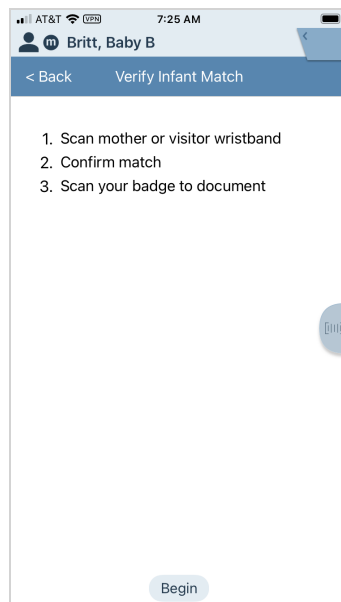 AT&T VPN 7:25 AM
m Britt, Baby B
< Back Verify Infant Match
1. Scan mother or visitor wristband
2. Confirm match
3. Scan your badge to document
Begin